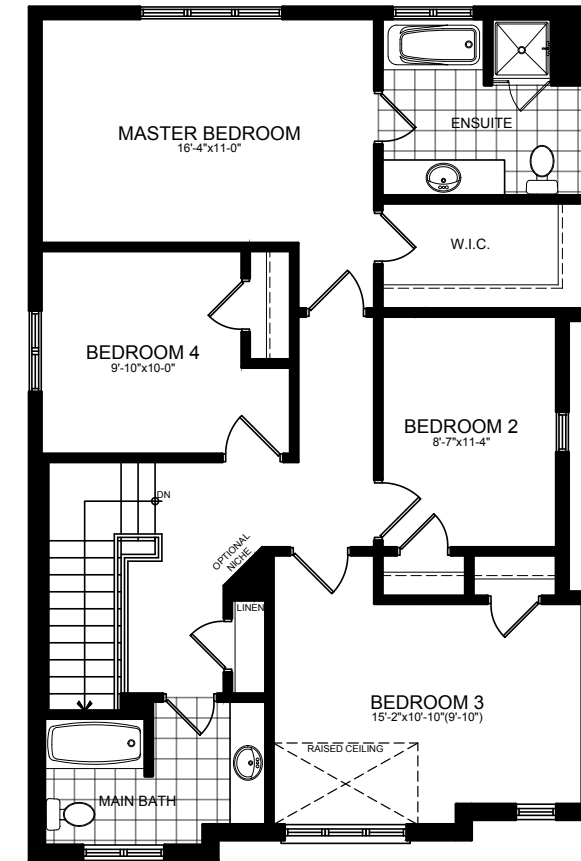 MASTER BEDROOM
16'-4"x11'-0"
ENSUITE
W.I.C.
BEDROOM 4
9'-10"x10'-0"
BEDROOM 2
8'-7"x11'-4"
DN
OPTIONAL
NICHE
LINEN
BEDROOM 3
15'-2"x10'-10"(9'-10")
RAISED CEILING
MAIN BATH